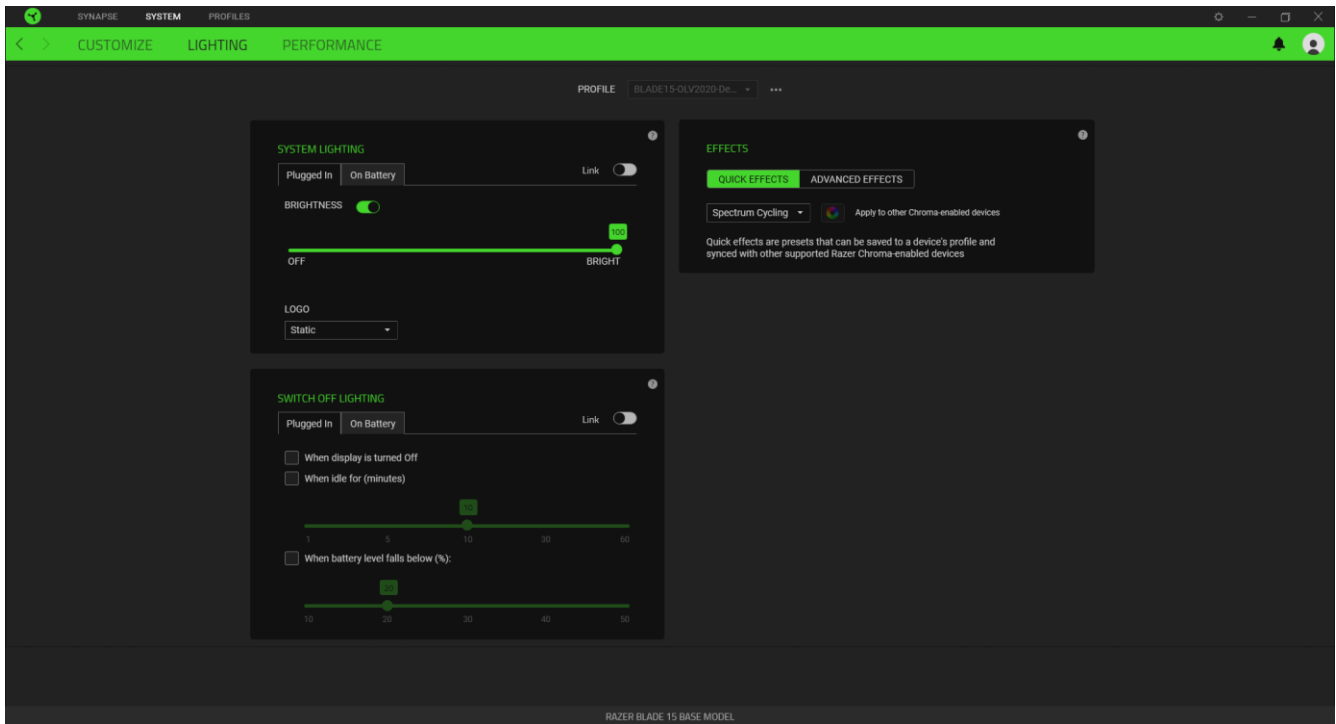 SYNAPSE SYSTEM PROFILES
CUSTOMIZE LIGHTING PERFORMANCE
PROFILE BLADE15-OLV2020-De...
SYSTEM LIGHTING
Plugged In On Battery Link
BRIGHTNESS
100
OFF BRIGHT
LOGO
Static
SWITCH OFF LIGHTING
Plugged In On Battery Link
When display is turned Off
When idle for (minutes)
10
1 5 10 30 60
When battery level falls below (%):
20
10 20 30 40 50
EFFECTS
QUICK EFFECTS ADVANCED EFFECTS
Spectrum Cycling Apply to other Chroma-enabled devices
Quick effects are presets that can be saved to a device's profile and
synced with other supported Razer Chroma-enabled devices
RAZER BLADE 15 BASE MODEL